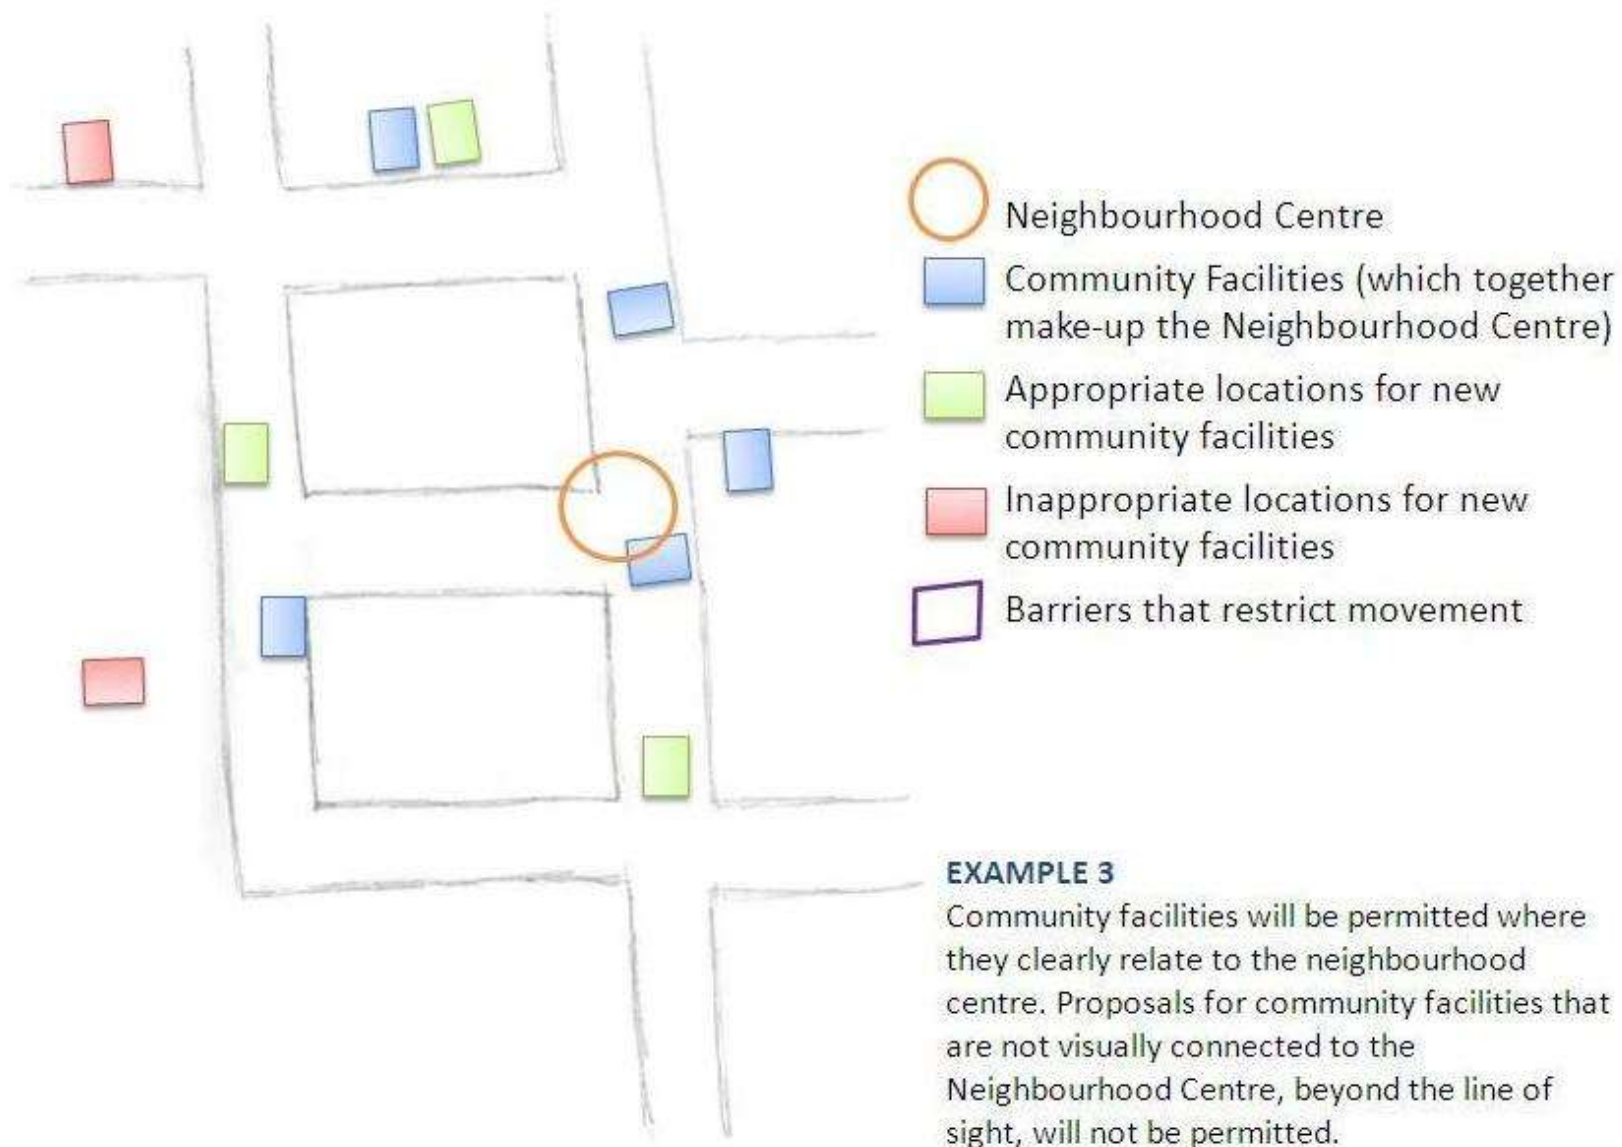 Neighbourhood Centre
Community Facilities (which together
make-up the Neighbourhood Centre)
Appropriate locations for new
community facilities
Inappropriate locations for new
community facilities
Barriers that restrict movement
EXAMPLE 3
Community facilities will be permitted where
they clearly relate to the neighbourhood
centre. Proposals for community facilities that
are not visually connected to the
Neighbourhood Centre, beyond the line of
sight, will not be permitted.